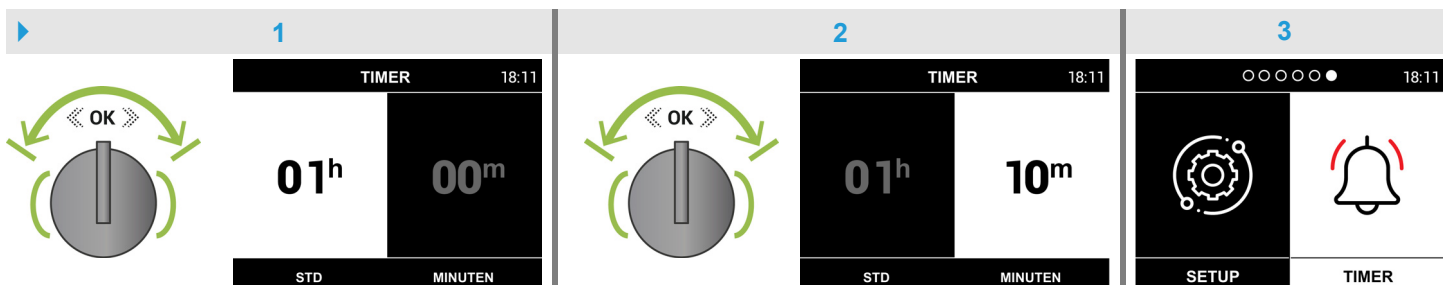 1
OK
TIMER 18:11
01h 00m
STD MINUTEN
2
OK
TIMER 18:11
01h 10m
STD MINUTEN
3
18:11
SETUP TIMER